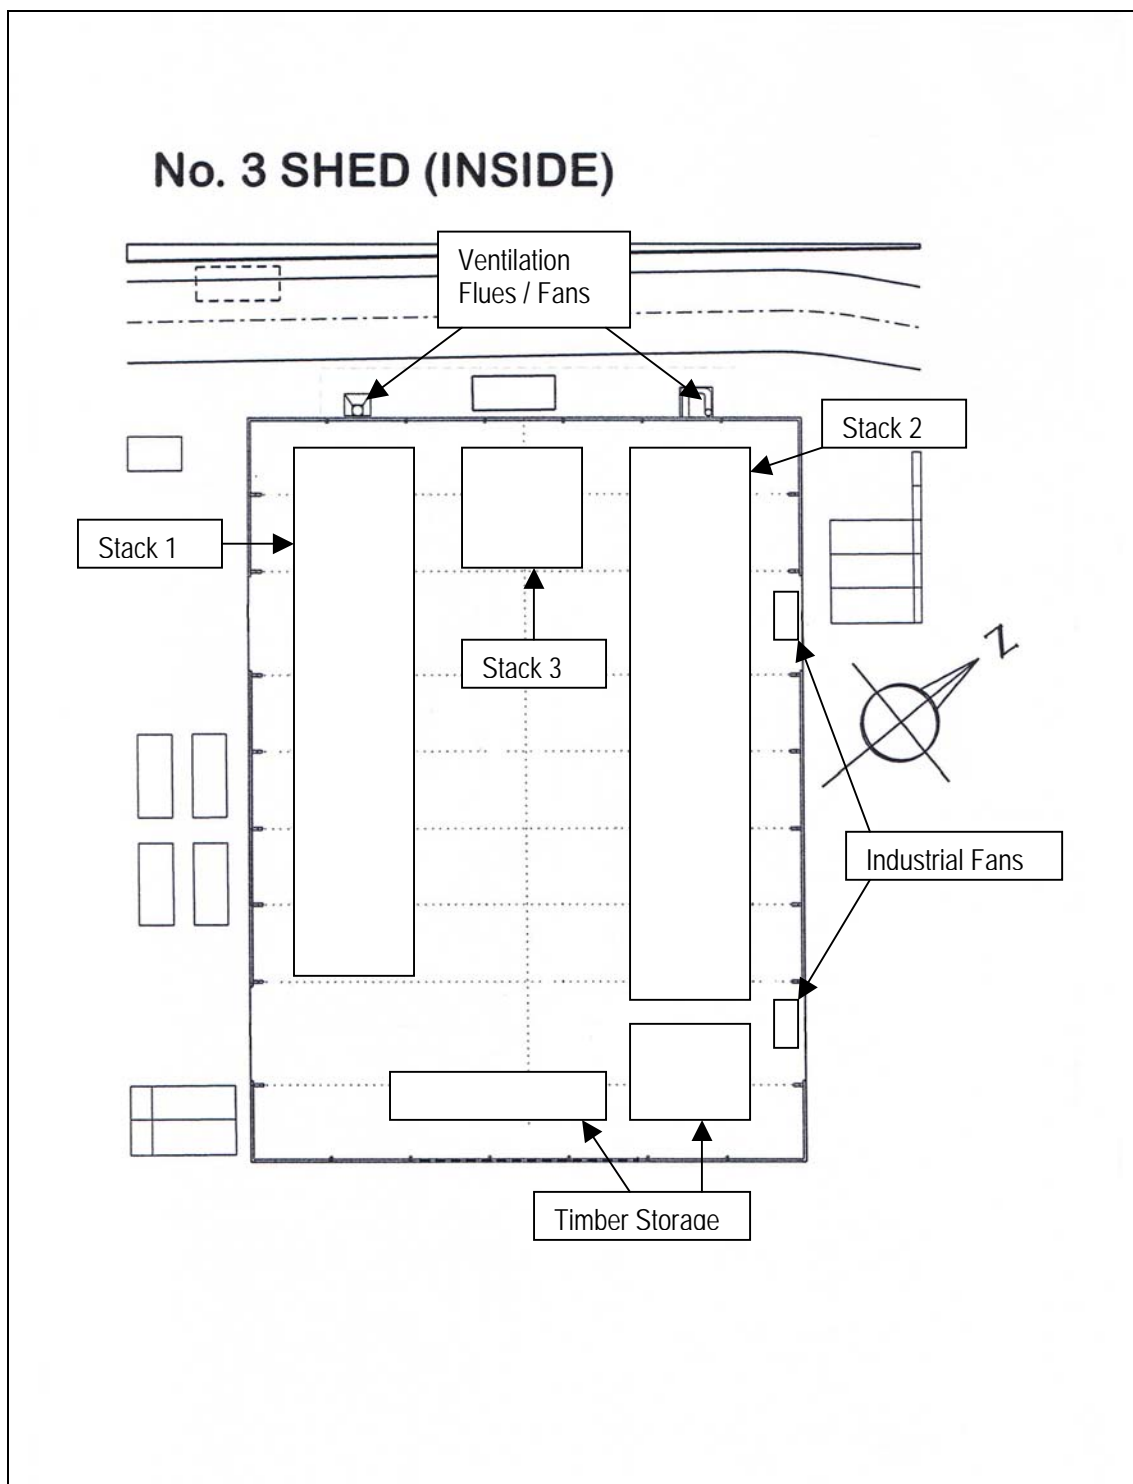 No. 3 SHED (INSIDE)
Ventilation
Flues / Fans
Stack 2
Stack 1
Stack 3
N
Industrial Fans
Timber Storage